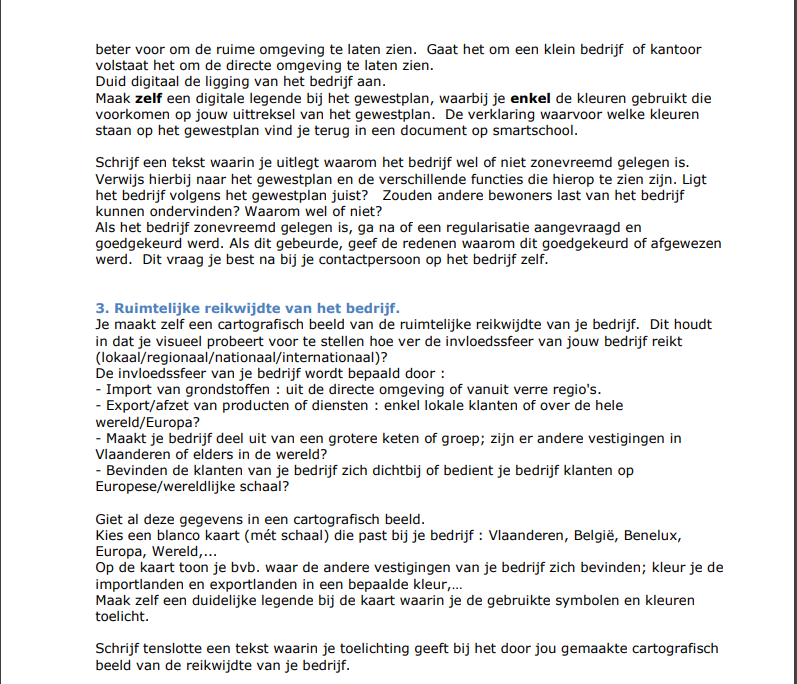 beter voor om de ruime omgeving te laten zien.  Gaat het om een klein bedrijf  of kantoor
volstaat het om de directe omgeving te laten zien.
Duid digitaal de ligging van het bedrijf aan.
Maak zelf een digitale legende bij het gewestplan, waarbij je enkel de kleuren gebruikt die
voorkomen op jouw uittreksel van het gewestplan.  De verklaring waarvoor welke kleuren
staan op het gewestplan vind je terug in een document op smartschool.

Schrijf een tekst waarin je uitlegt waarom het bedrijf wel of niet zonevreemd gelegen is.
Verwijs hierbij naar het gewestplan en de verschillende functies die hierop te zien zijn. Ligt
het bedrijf volgens het gewestplan juist?   Zouden andere bewoners last van het bedrijf
kunnen ondervinden? Waarom wel of niet?
Als het bedrijf zonevreemd gelegen is, ga na of een regularisatie aangevraagd en
goedgekeurd werd. Als dit gebeurde, geef de redenen waarom dit goedgekeurd of afgewezen
werd.  Dit vraag je best na bij je contactpersoon op het bedrijf zelf.

3. Ruimtelijke reikwijdte van het bedrijf.
Je maakt zelf een cartografisch beeld van de ruimtelijke reikwijdte van je bedrijf.  Dit houdt
in dat je visueel probeert voor te stellen hoe ver de invloedssfeer van jouw bedrijf reikt
(lokaal/regionaal/nationaal/internationaal)?
De invloedssfeer van je bedrijf wordt bepaald door :
- Import van grondstoffen : uit de directe omgeving of vanuit verre regio's.
- Export/afzet van producten of diensten : enkel lokale klanten of over de hele
wereld/Europa?
- Maakt je bedrijf deel uit van een grotere keten of groep; zijn er andere vestigingen in
Vlaanderen of elders in de wereld?
- Bevinden de klanten van je bedrijf zich dichtbij of bedient je bedrijf klanten op
Europese/wereldlijke schaal?

Giet al deze gegevens in een cartografisch beeld.
Kies een blanco kaart (mét schaal) die past bij je bedrijf : Vlaanderen, België, Benelux,
Europa, Wereld,...
Op de kaart toon je bvb. waar de andere vestigingen van je bedrijf zich bevinden; kleur je de
importlanden en exportlanden in een bepaalde kleur,…
Maak zelf een duidelijke legende bij de kaart waarin je de gebruikte symbolen en kleuren
toelicht.

Schrijf tenslotte een tekst waarin je toelichting geeft bij het door jou gemaakte cartografisch
beeld van de reikwijdte van je bedrijf.